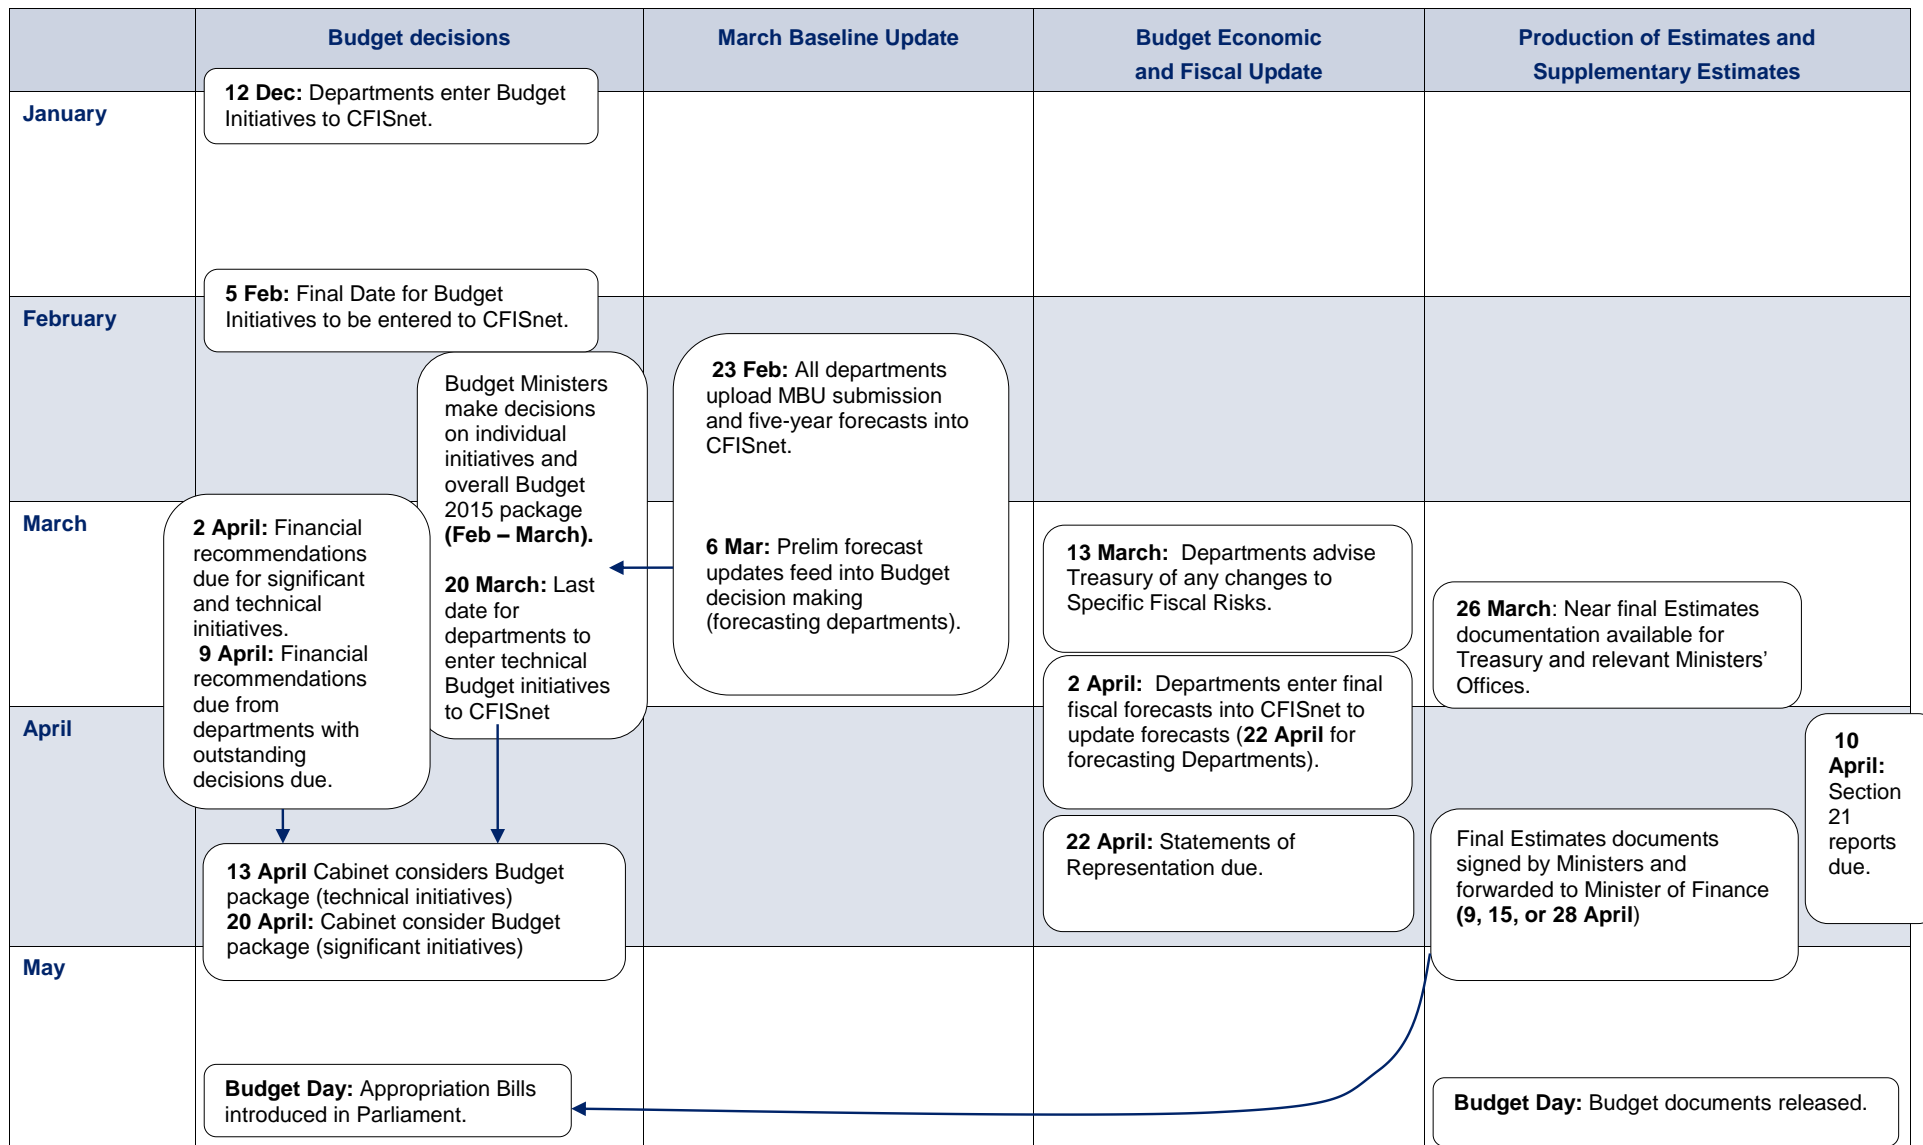 Budget decisions
March Baseline Update
Budget Economic
and Fiscal Update
Production of Estimates and
Supplementary Estimates
January
12 Dec: Departments enter Budget
Initiatives to CFISnet.
February
5 Feb: Final Date for Budget
Initiatives to be entered to CFISnet.
Budget Ministers
make decisions
on individual
initiatives and
overall Budget
2015 package
(Feb – March).
20 March: Last
date for
departments to
enter technical
Budget initiatives
to CFISnet
23 Feb: All departments
upload MBU submission
and five-year forecasts into
CFISnet.
6 Mar: Prelim forecast
updates feed into Budget
decision making
(forecasting departments).
March
2 April: Financial
recommendations
due for significant
and technical
initiatives.
9 April: Financial
recommendations
due from
departments with
outstanding
decisions due.
13 March: Departments advise
Treasury of any changes to
Specific Fiscal Risks.
26 March: Near final Estimates
documentation available for
Treasury and relevant Ministers’
Offices.
2 April: Departments enter final
fiscal forecasts into CFISnet to
update forecasts (22 April for
forecasting Departments).
April
10
April:
Section
21
reports
due.
22 April: Statements of
Representation due.
Final Estimates documents
signed by Ministers and
forwarded to Minister of Finance
(9, 15, or 28 April)
13 April Cabinet considers Budget
package (technical initiatives)
20 April: Cabinet consider Budget
package (significant initiatives)
May
Budget Day: Appropriation Bills
introduced in Parliament.
Budget Day: Budget documents released.